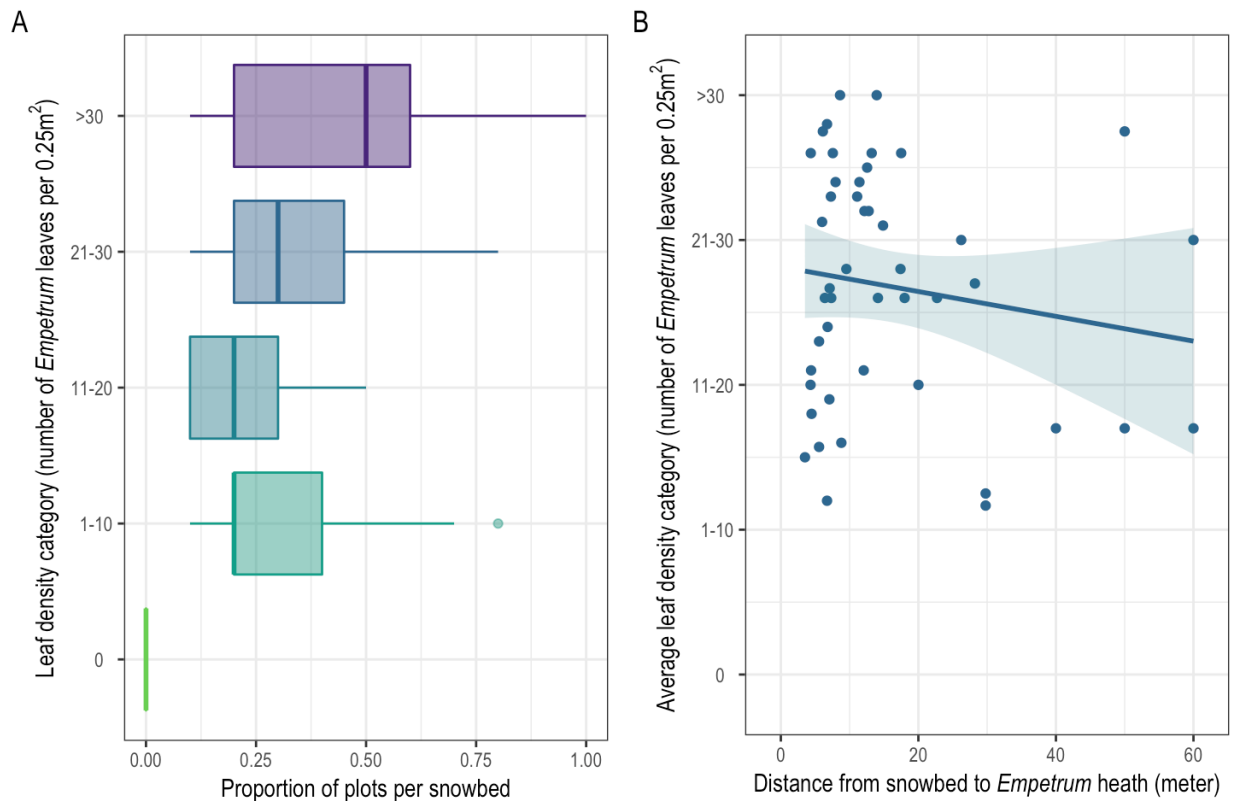 A
Leaf density category (number of Empetrum leaves per 0.25m²)
>30
21-30
11-20
1-10
0
0.00 0.25 0.50 0.75 1.00
Proportion of plots per snowbed
B
Average leaf density category (number of Empetrum leaves per 0.25m²)
>30
21-30
11-20
1-10
0
0 20 40 60
Distance from snowbed to Empetrum heath (meter)